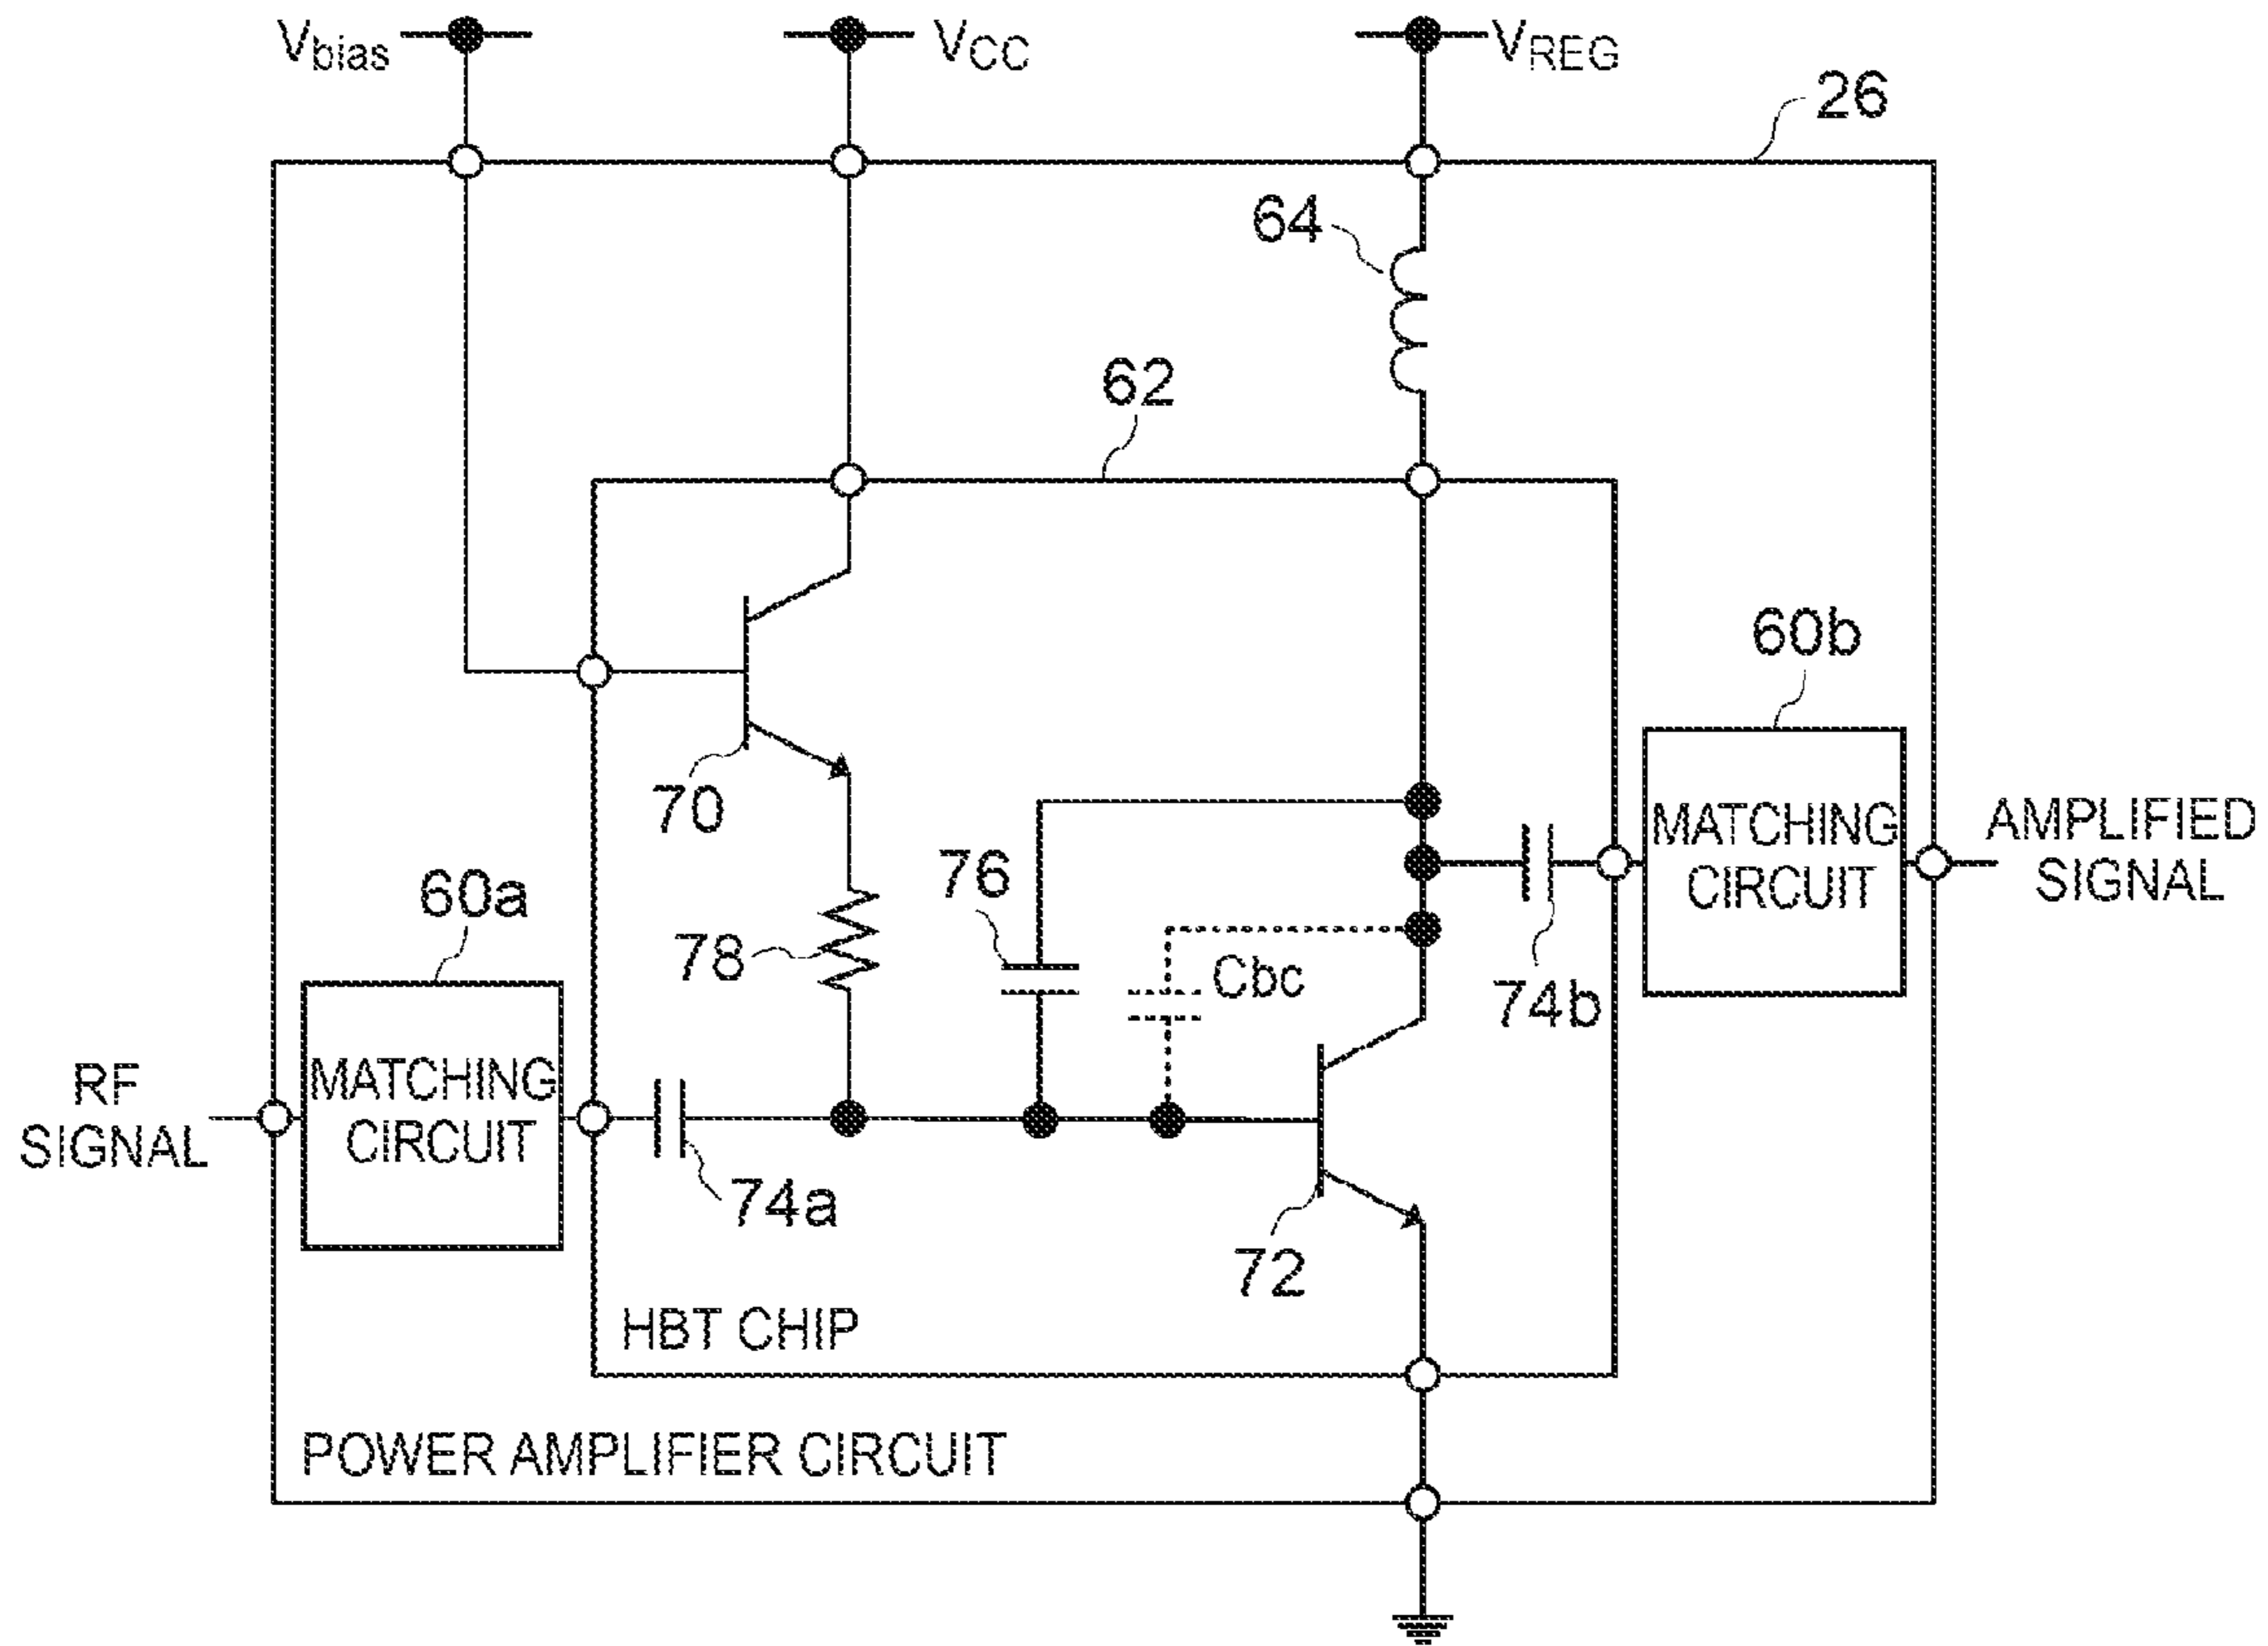 Vbias
VCC
VREG
26
64
62
60b
70
MATCHING
CIRCUIT
AMPLIFIED
SIGNAL
76
60a
78
Cbc
74b
RF
SIGNAL
MATCHING
CIRCUIT
74a
72
HBT CHIP
POWER AMPLIFIER CIRCUIT